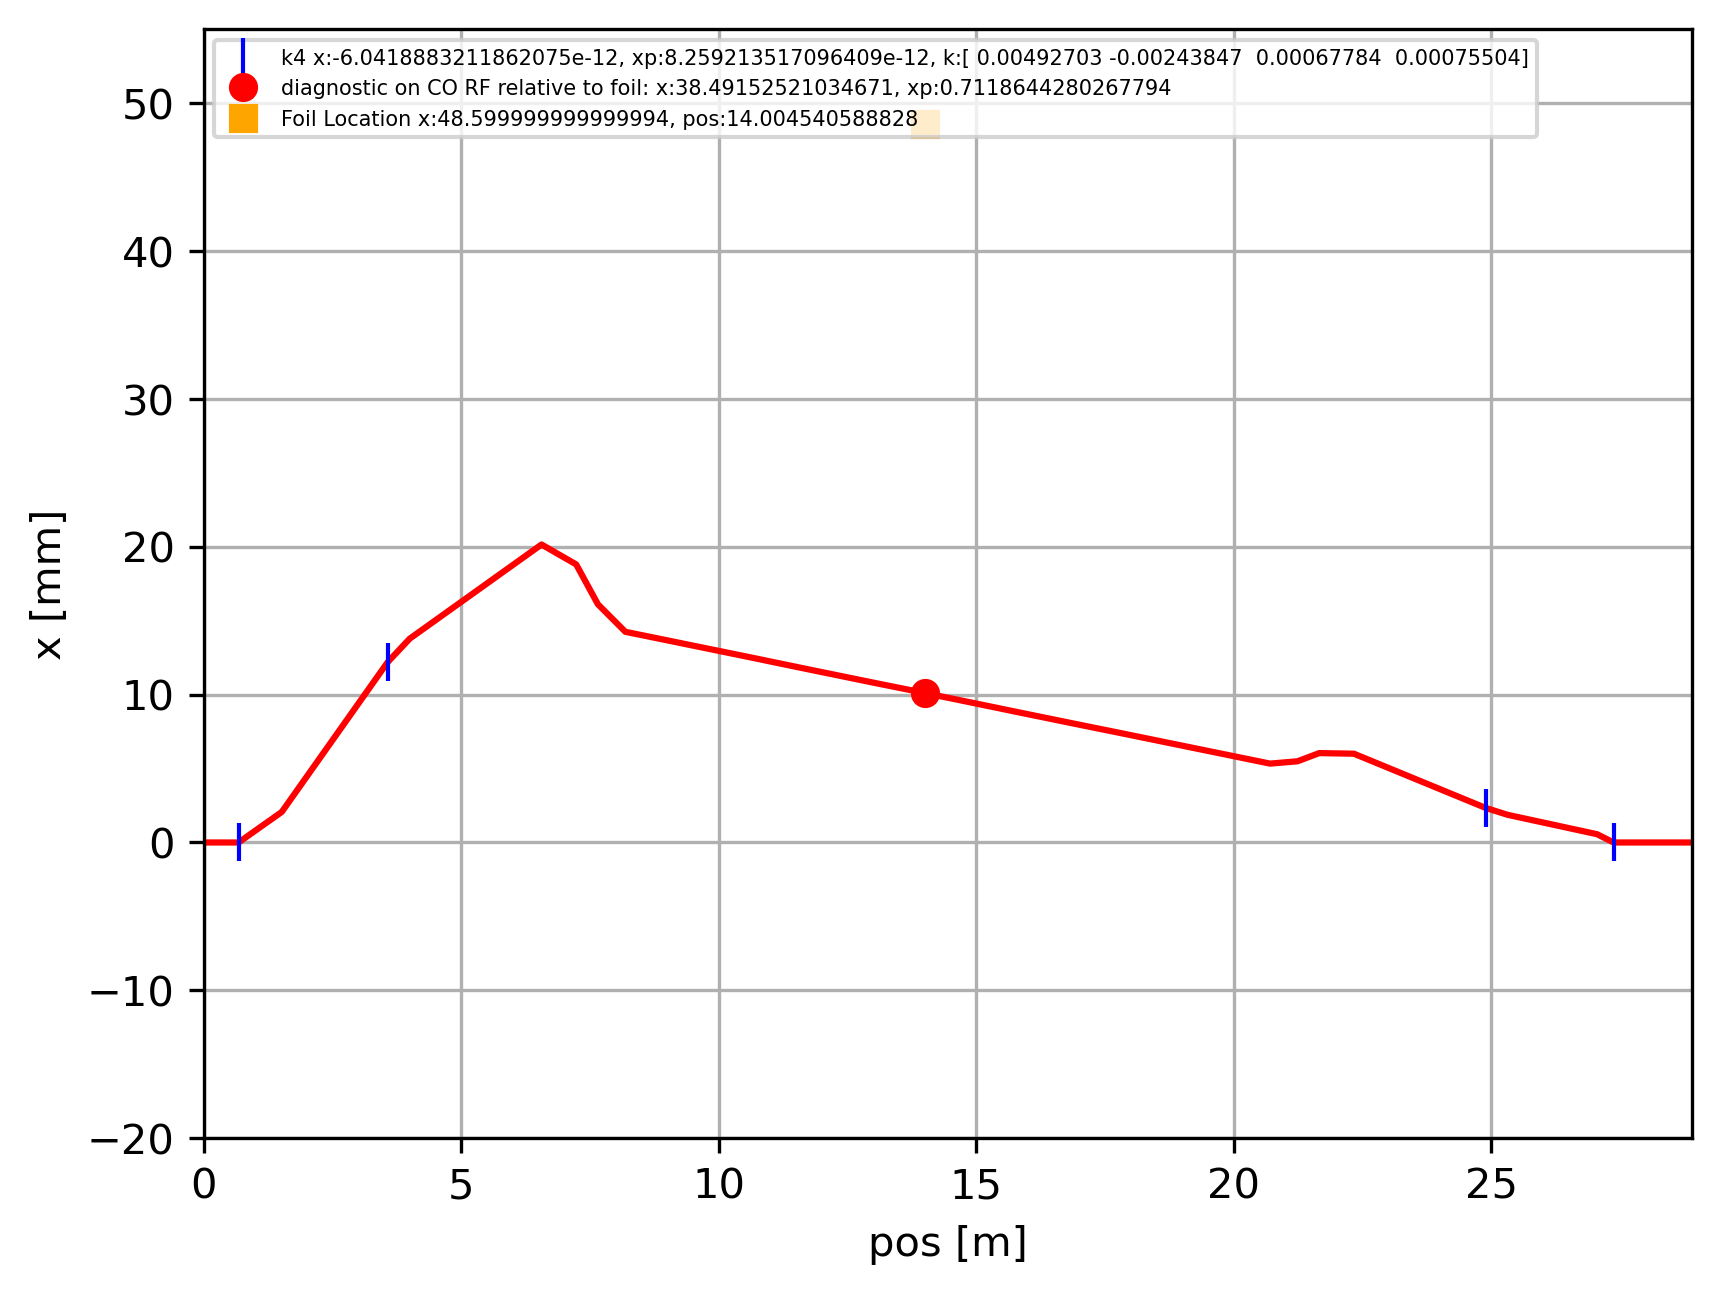 k4 x:-6.0418883211862075e-12, xp:8.259213517096409e-12, k:[ 0.00492703 -0.00243847  0.00067784  0.00075504]
diagnostic on CO RF relative to foil: x:38.49152521034671, xp:0.7118644280267794
Foil Location x:48.599999999999994, pos:14.004540588828
50
40
30
20
10
0
−10
−20
x [mm]
0 5 10 15 20 25
pos [m]